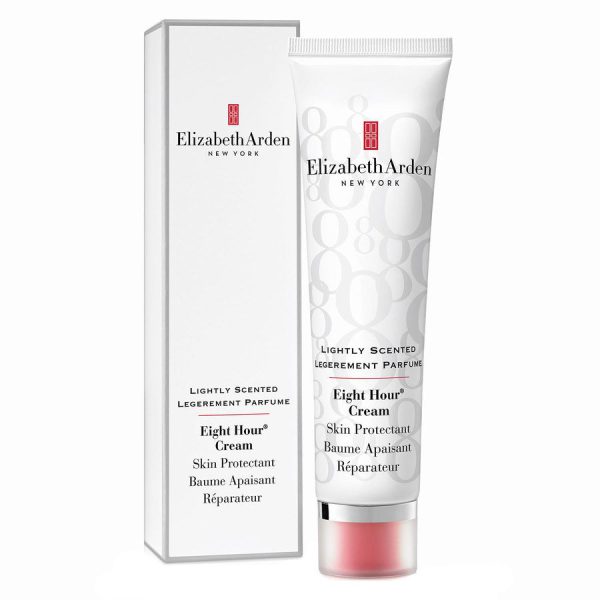 Elizabeth Arden
NEW YORK
LIGHTLY SCENTED
LEGEREMENT PARFUME
Eight Hour®
Cream
Skin Protectant
Baume Apaisant
Réparateur
8
Elizabeth Arden
NEW YORK
LIGHTLY SCENTED
LEGEREMENT PARFUME
Eight Hour®
Cream
Skin Protectant
Baume Apaisant
Réparateur